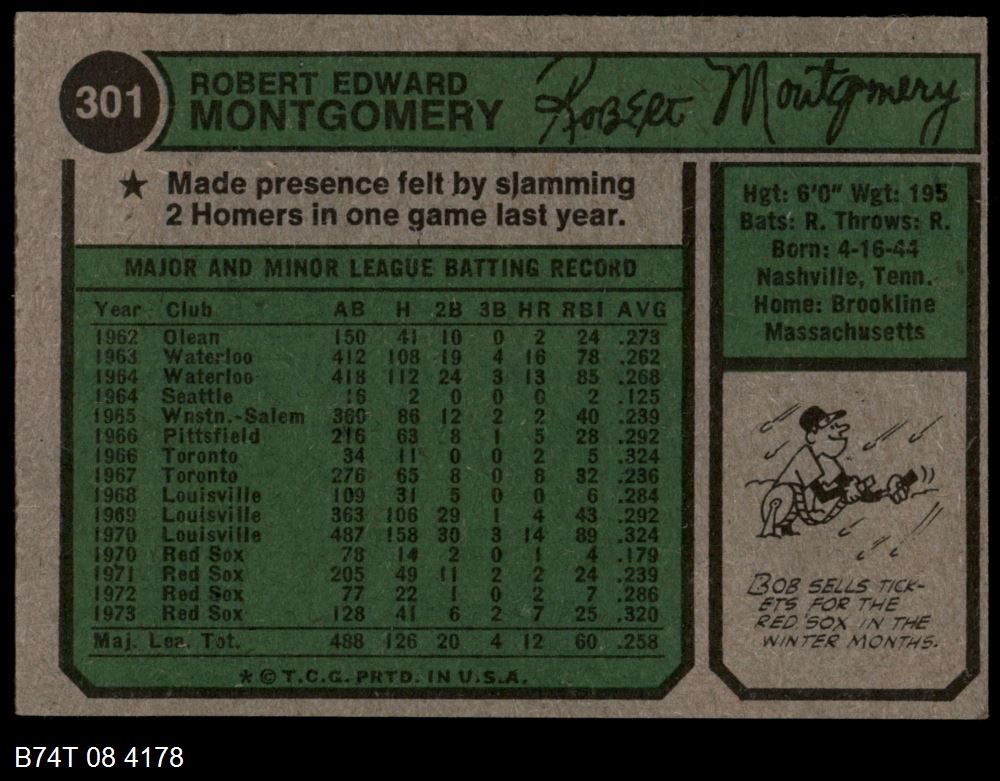 301
ROBERT EDWARD
MONTGOMERY
Robert Montgomery
★ Made presence felt by slamming
2 Homers in one game last year.
MAJOR AND MINOR LEAGUE BATTING RECORD
Year Club AB H 2B 3B HR RBI AVG
1962 Olean 150 41 10 0 2 24 .273
1963 Waterloo 412 108 19 4 16 78 .262
1964 Waterloo 418 112 24 3 13 85 .268
1964 Seattle 16 2 0 0 0 2 .125
1965 Wnstn.-Salem 360 86 12 2 2 40 .239
1966 Pittsfield 216 63 8 1 5 28 .292
1966 Toronto 34 11 0 0 2 5 .324
1967 Toronto 276 65 8 0 8 32 .236
1968 Louisville 109 31 5 0 0 6 .284
1969 Louisville 363 106 29 1 4 43 .292
1970 Louisville 487 158 30 3 14 89 .324
1970 Red Sox 78 14 2 0 1 4 .179
1971 Red Sox 205 49 11 2 2 24 .239
1972 Red Sox 77 22 1 0 2 7 .286
1973 Red Sox 128 41 6 2 7 25 .320
Maj. Lea. Tot. 488 126 20 4 12 60 .258
* © T.C.G. PRTD. IN U.S.A.
Hgt: 6'0" Wgt: 195
Bats: R. Throws: R.
Born: 4-16-44
Nashville, Tenn.
Home: Brookline
Massachusetts
BOB SELLS TICK-
ETS FOR THE
RED SOX IN THE
WINTER MONTHS.
B74T 08 4178